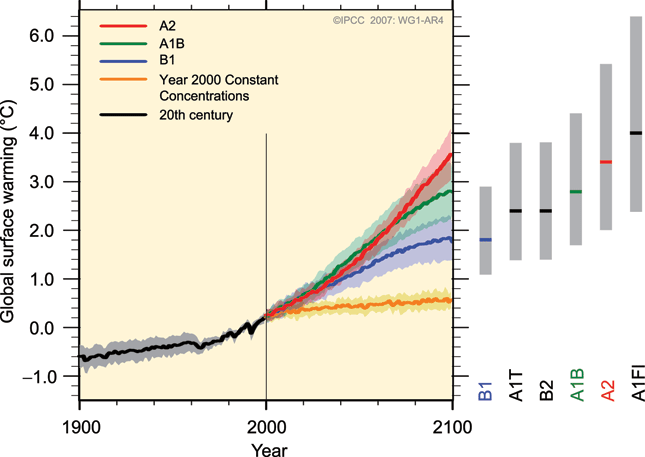 ©IPCC 2007: WG1-AR4
A2
A1B
B1
Year 2000 Constant
Concentrations
20th century
Global surface warming (°C)
6.0
5.0
4.0
3.0
2.0
1.0
0.0
−1.0
1900
2000
2100
Year
B1
A1T
B2
A1B
A2
A1FI